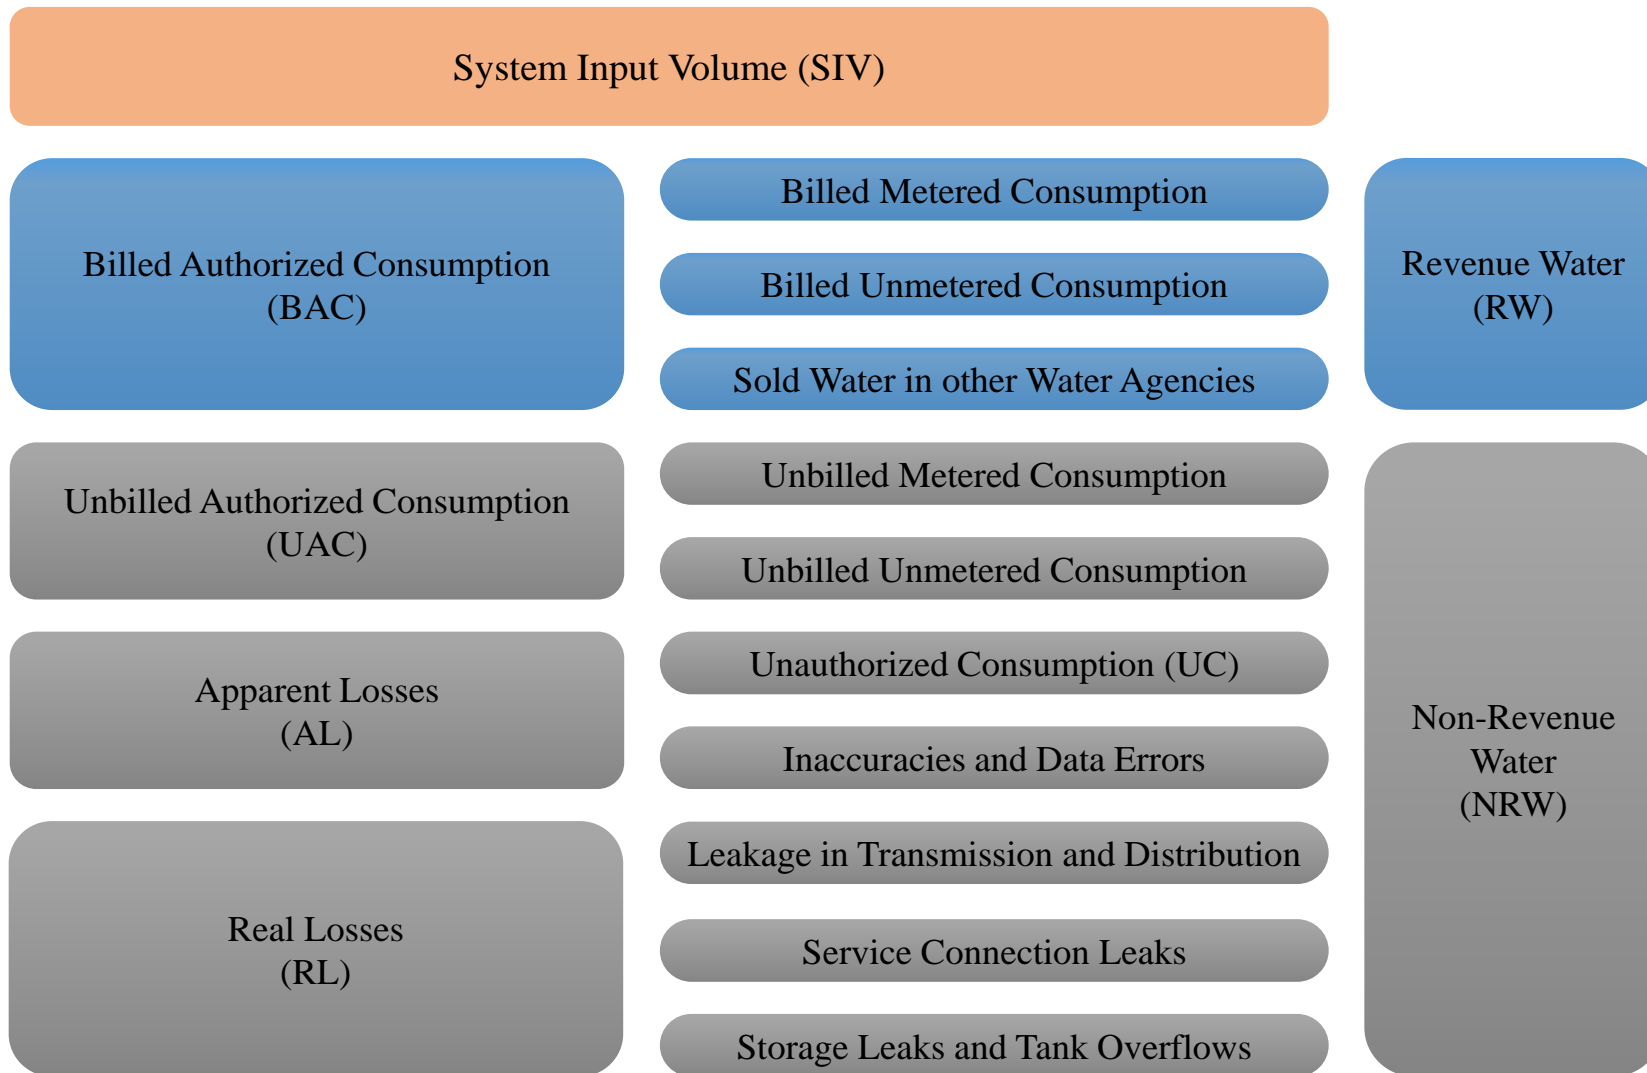 System Input Volume (SIV)
Billed Authorized Consumption
(BAC)
Billed Metered Consumption
Billed Unmetered Consumption
Sold Water in other Water Agencies
Revenue Water
(RW)
Unbilled Authorized Consumption
(UAC)
Unbilled Metered Consumption
Unbilled Unmetered Consumption
Apparent Losses
(AL)
Unauthorized Consumption (UC)
Inaccuracies and Data Errors
Real Losses
(RL)
Leakage in Transmission and Distribution
Service Connection Leaks
Storage Leaks and Tank Overflows
Non-Revenue
Water
(NRW)